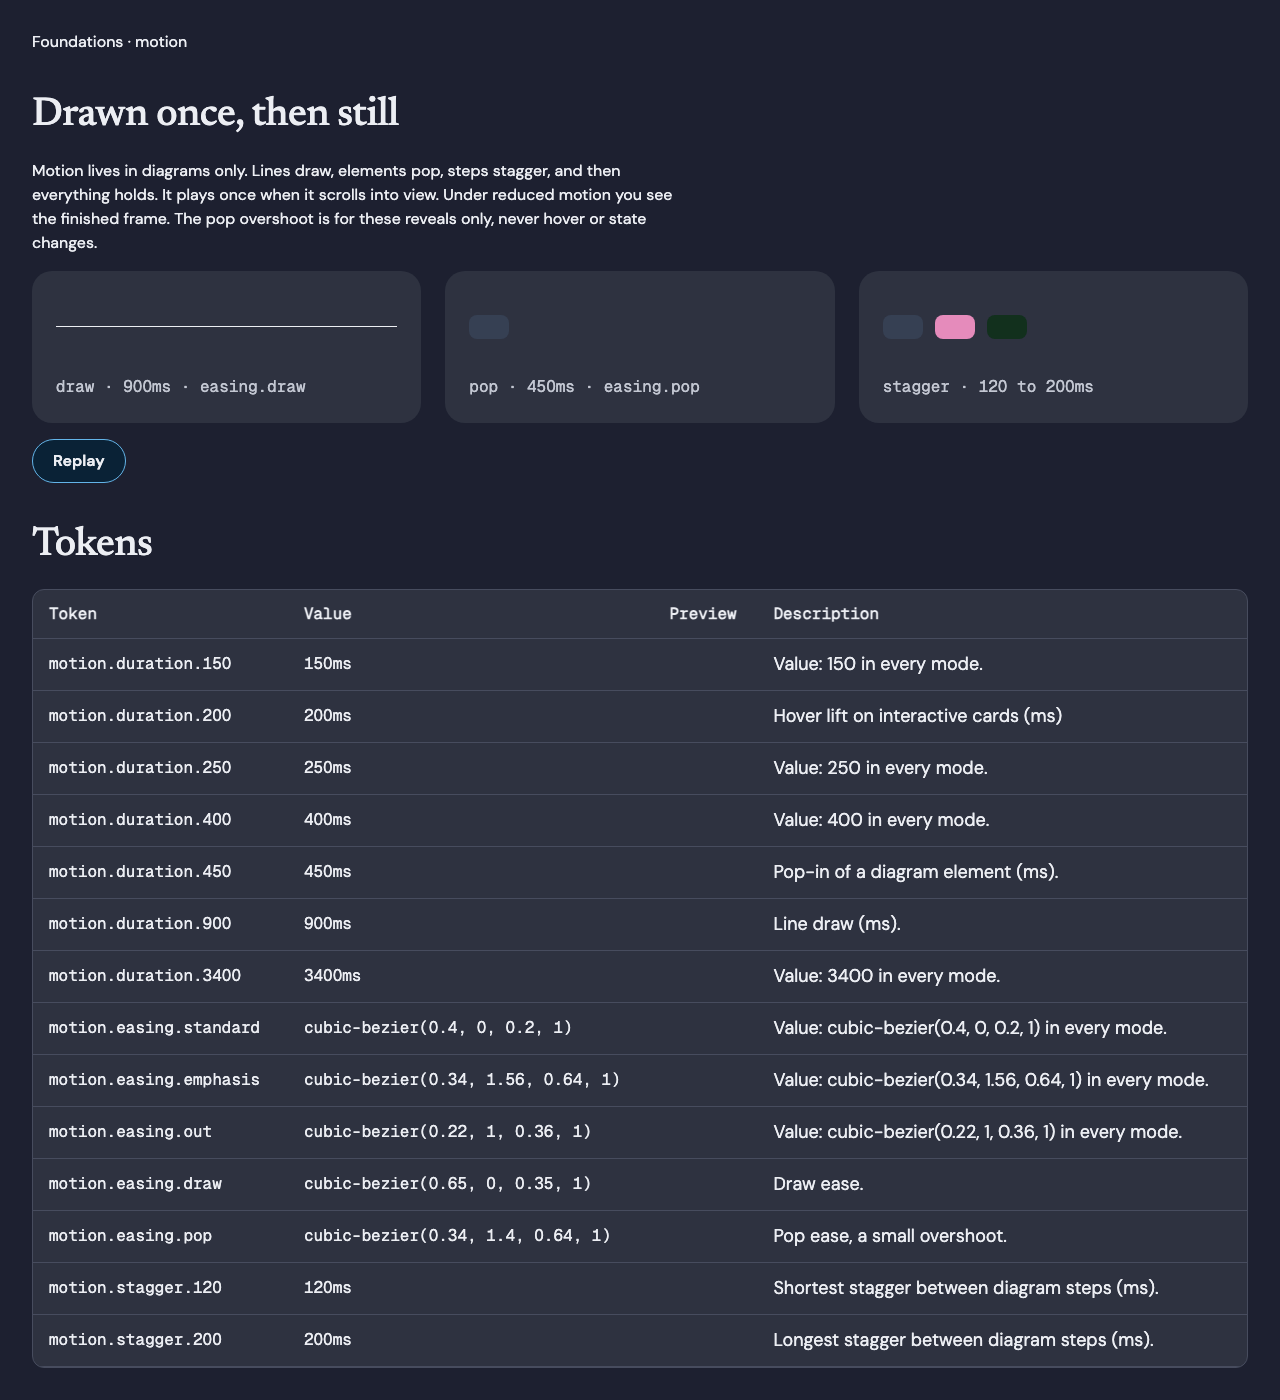 Foundations · motion
Drawn once, then still
Motion lives in diagrams only. Lines draw, elements pop, steps stagger, and then
everything holds. It plays once when it scrolls into view. Under reduced motion you see
the finished frame. The pop overshoot is for these reveals only, never hover or state
changes.
draw · 900ms · easing.draw
pop · 450ms · easing.pop
stagger · 120 to 200ms
Replay
Tokens
Token Value Preview Description
motion.duration.150 150ms Value: 150 in every mode.
motion.duration.200 200ms Hover lift on interactive cards (ms)
motion.duration.250 250ms Value: 250 in every mode.
motion.duration.400 400ms Value: 400 in every mode.
motion.duration.450 450ms Pop-in of a diagram element (ms).
motion.duration.900 900ms Line draw (ms).
motion.duration.3400 3400ms Value: 3400 in every mode.
motion.easing.standard cubic-bezier(0.4, 0, 0.2, 1) Value: cubic-bezier(0.4, 0, 0.2, 1) in every mode.
motion.easing.emphasis cubic-bezier(0.34, 1.56, 0.64, 1) Value: cubic-bezier(0.34, 1.56, 0.64, 1) in every mode.
motion.easing.out cubic-bezier(0.22, 1, 0.36, 1) Value: cubic-bezier(0.22, 1, 0.36, 1) in every mode.
motion.easing.draw cubic-bezier(0.65, 0, 0.35, 1) Draw ease.
motion.easing.pop cubic-bezier(0.34, 1.4, 0.64, 1) Pop ease, a small overshoot.
motion.stagger.120 120ms Shortest stagger between diagram steps (ms).
motion.stagger.200 200ms Longest stagger between diagram steps (ms).